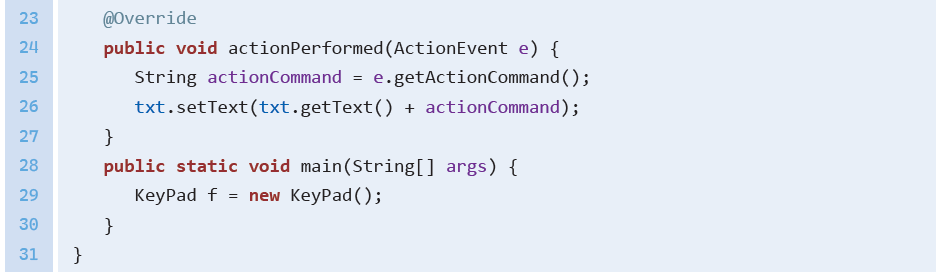 23 @Override
24 public void actionPerformed(ActionEvent e) {
25 String actionCommand = e.getActionCommand();
26 txt.setText(txt.getText() + actionCommand);
27 }
28 public static void main(String[] args) {
29 KeyPad f = new KeyPad();
30 }
31 }